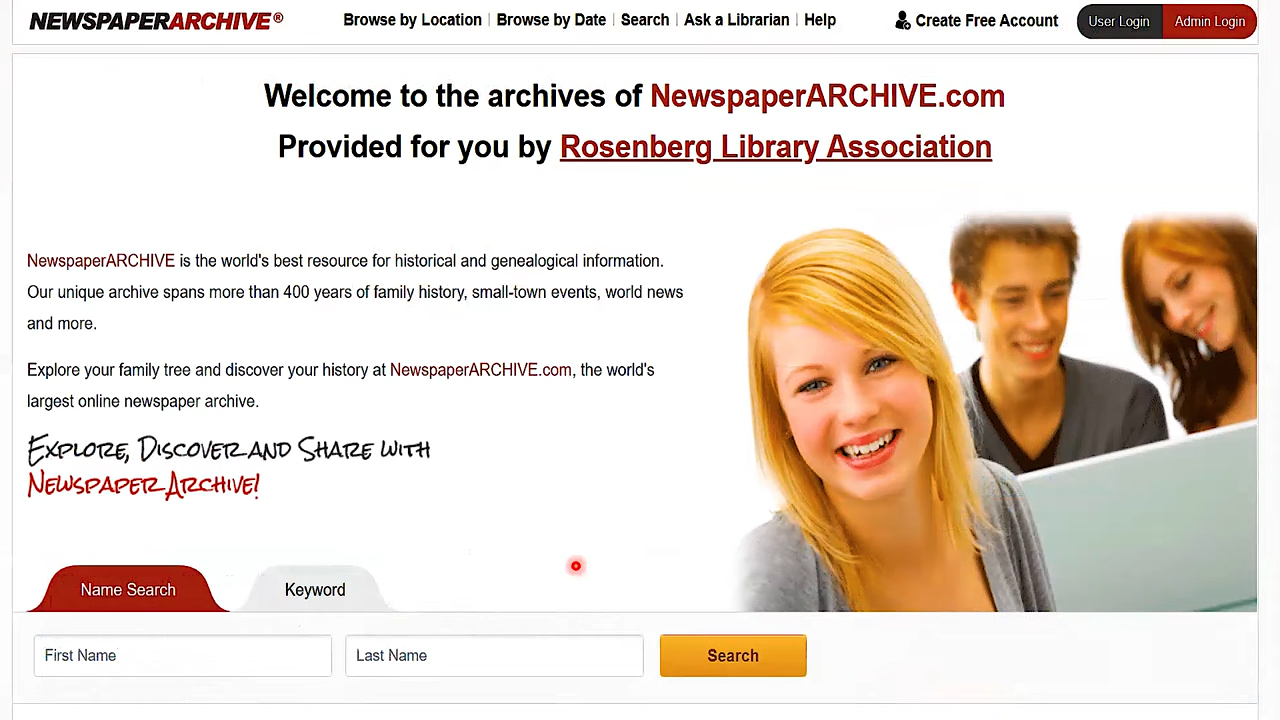 NEWSPAPERARCHIVE®
Browse by Location
Browse by Date
Search
Ask a Librarian
Help
Create Free Account
User Login
Admin Login
Welcome to the archives of NewspaperARCHIVE.com
Provided for you by Rosenberg Library Association
NewspaperARCHIVE is the world's best resource for historical and genealogical information.
Our unique archive spans more than 400 years of family history, small-town events, world news
and more.
Explore your family tree and discover your history at NewspaperARCHIVE.com, the world's
largest online newspaper archive.
Explore, Discover and Share with
NewspaperArchive!
Name Search
Keyword
First Name
Last Name
Search